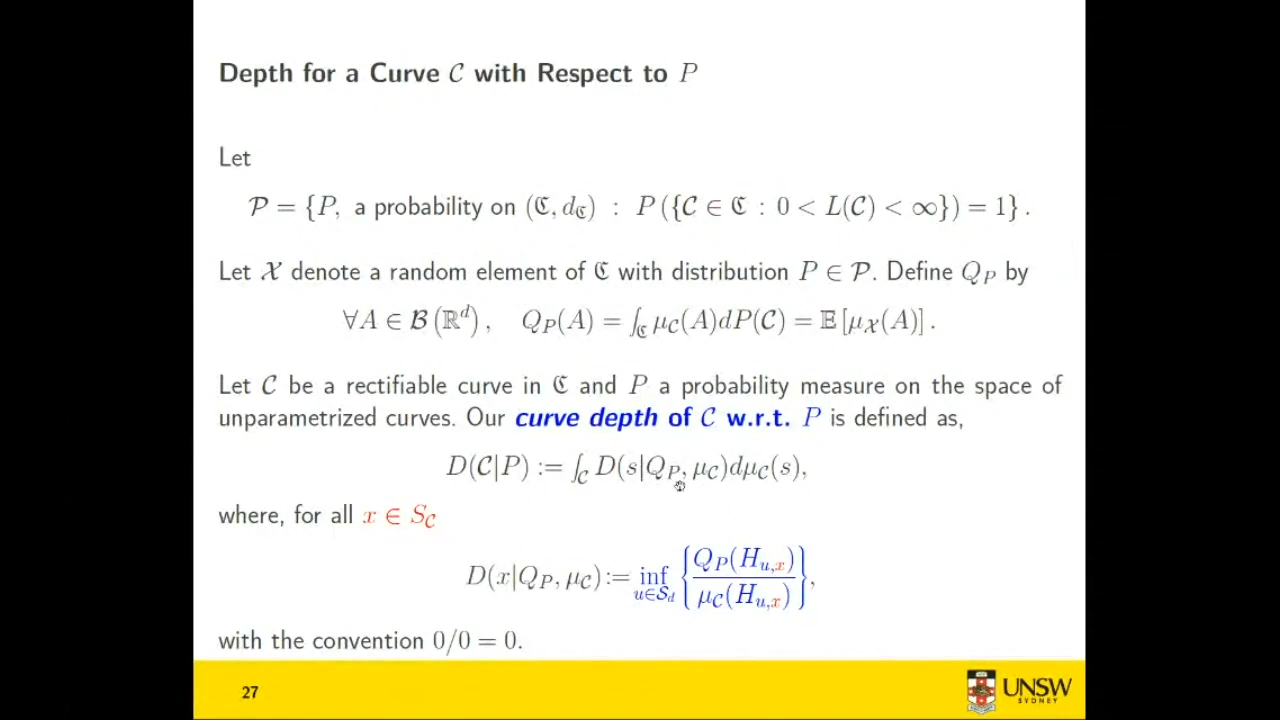 Depth for a Curve 𝒞 with Respect to P
Let
𝒫 = {P, a probability on (ℭ, d_ℭ) : P({𝒞 ∈ ℭ : 0 < L(𝒞) < ∞}) = 1} .
Let 𝒳 denote a random element of ℭ with distribution P ∈ 𝒫. Define Q_P by
∀A ∈ ℬ(ℝ^d), Q_P(A) = ∫_ℭ μ_𝒞(A)dP(𝒞) = 𝔼[μ_𝒳(A)] .
Let 𝒞 be a rectifiable curve in ℭ and P a probability measure on the space of
unparametrized curves. Our curve depth of 𝒞 w.r.t. P is defined as,
D(𝒞|P) := ∫_𝒞 D(s|Q_P, μ_𝒞)dμ_𝒞(s),
where, for all x ∈ S_𝒞
D(x|Q_P, μ_𝒞) := inf_{u∈𝒮_d} { Q_P(H_{u,x}) / μ_𝒞(H_{u,x}) },
with the convention 0/0 = 0.
27
UNSW
SYDNEY